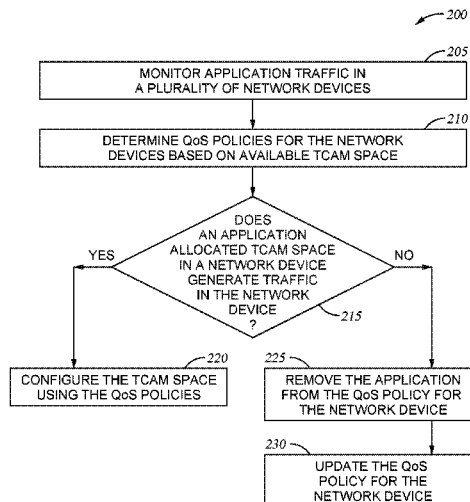 200
205
MONITOR APPLICATION TRAFFIC IN
A PLURALITY OF NETWORK DEVICES
210
DETERMINE QoS POLICIES FOR THE NETWORK
DEVICES BASED ON AVAILABLE TCAM SPACE
DOES
AN APPLICATION
ALLOCATED TCAM SPACE
IN A NETWORK DEVICE
GENERATE TRAFFIC
IN THE NETWORK
DEVICE
?
YES
NO
215
220
CONFIGURE THE TCAM SPACE
USING THE QoS POLICIES
225
REMOVE THE APPLICATION
FROM THE QoS POLICY FOR
THE NETWORK DEVICE
230
UPDATE THE QoS
POLICY FOR THE
NETWORK DEVICE